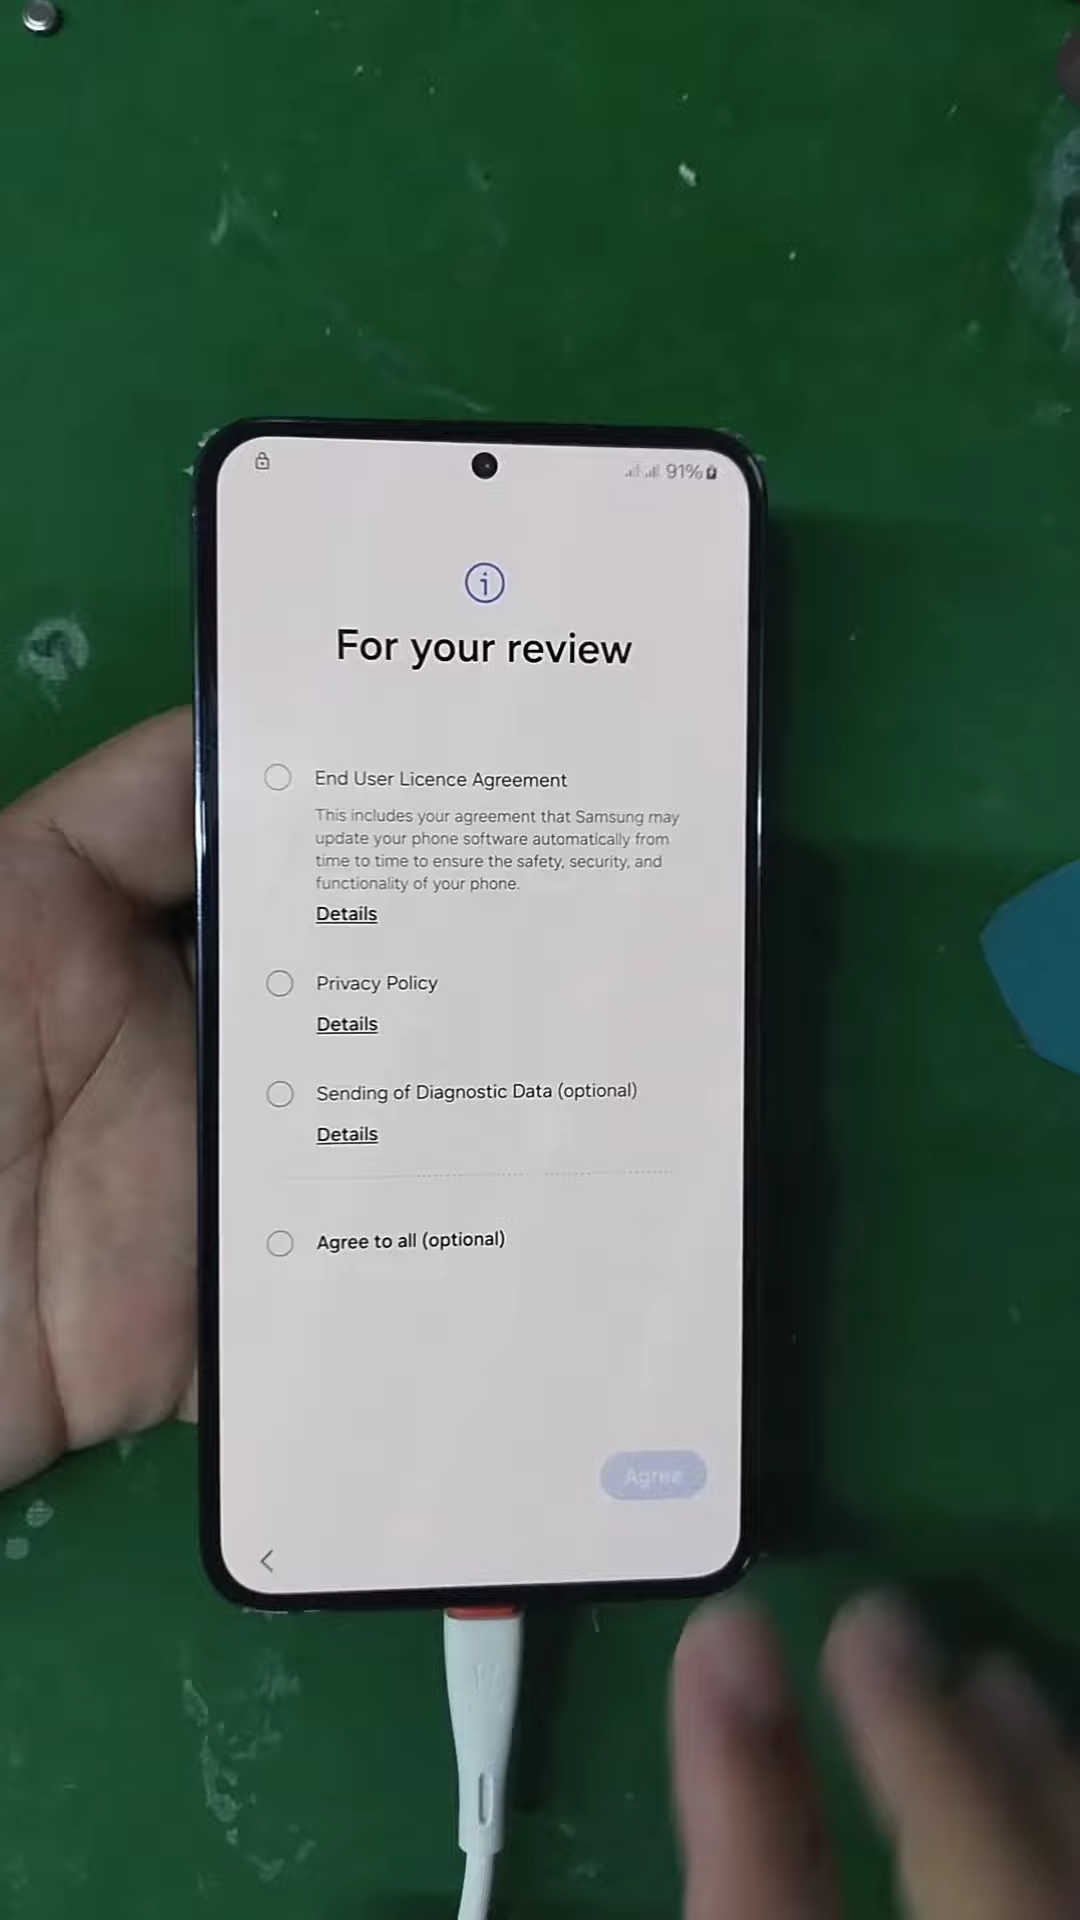 91%
For your review
End User Licence Agreement
This includes your agreement that Samsung may
update your phone software automatically from
time to time to ensure the safety, security, and
functionality of your phone.
Details
Privacy Policy
Details
Sending of Diagnostic Data (optional)
Details
Agree to all (optional)
Agree